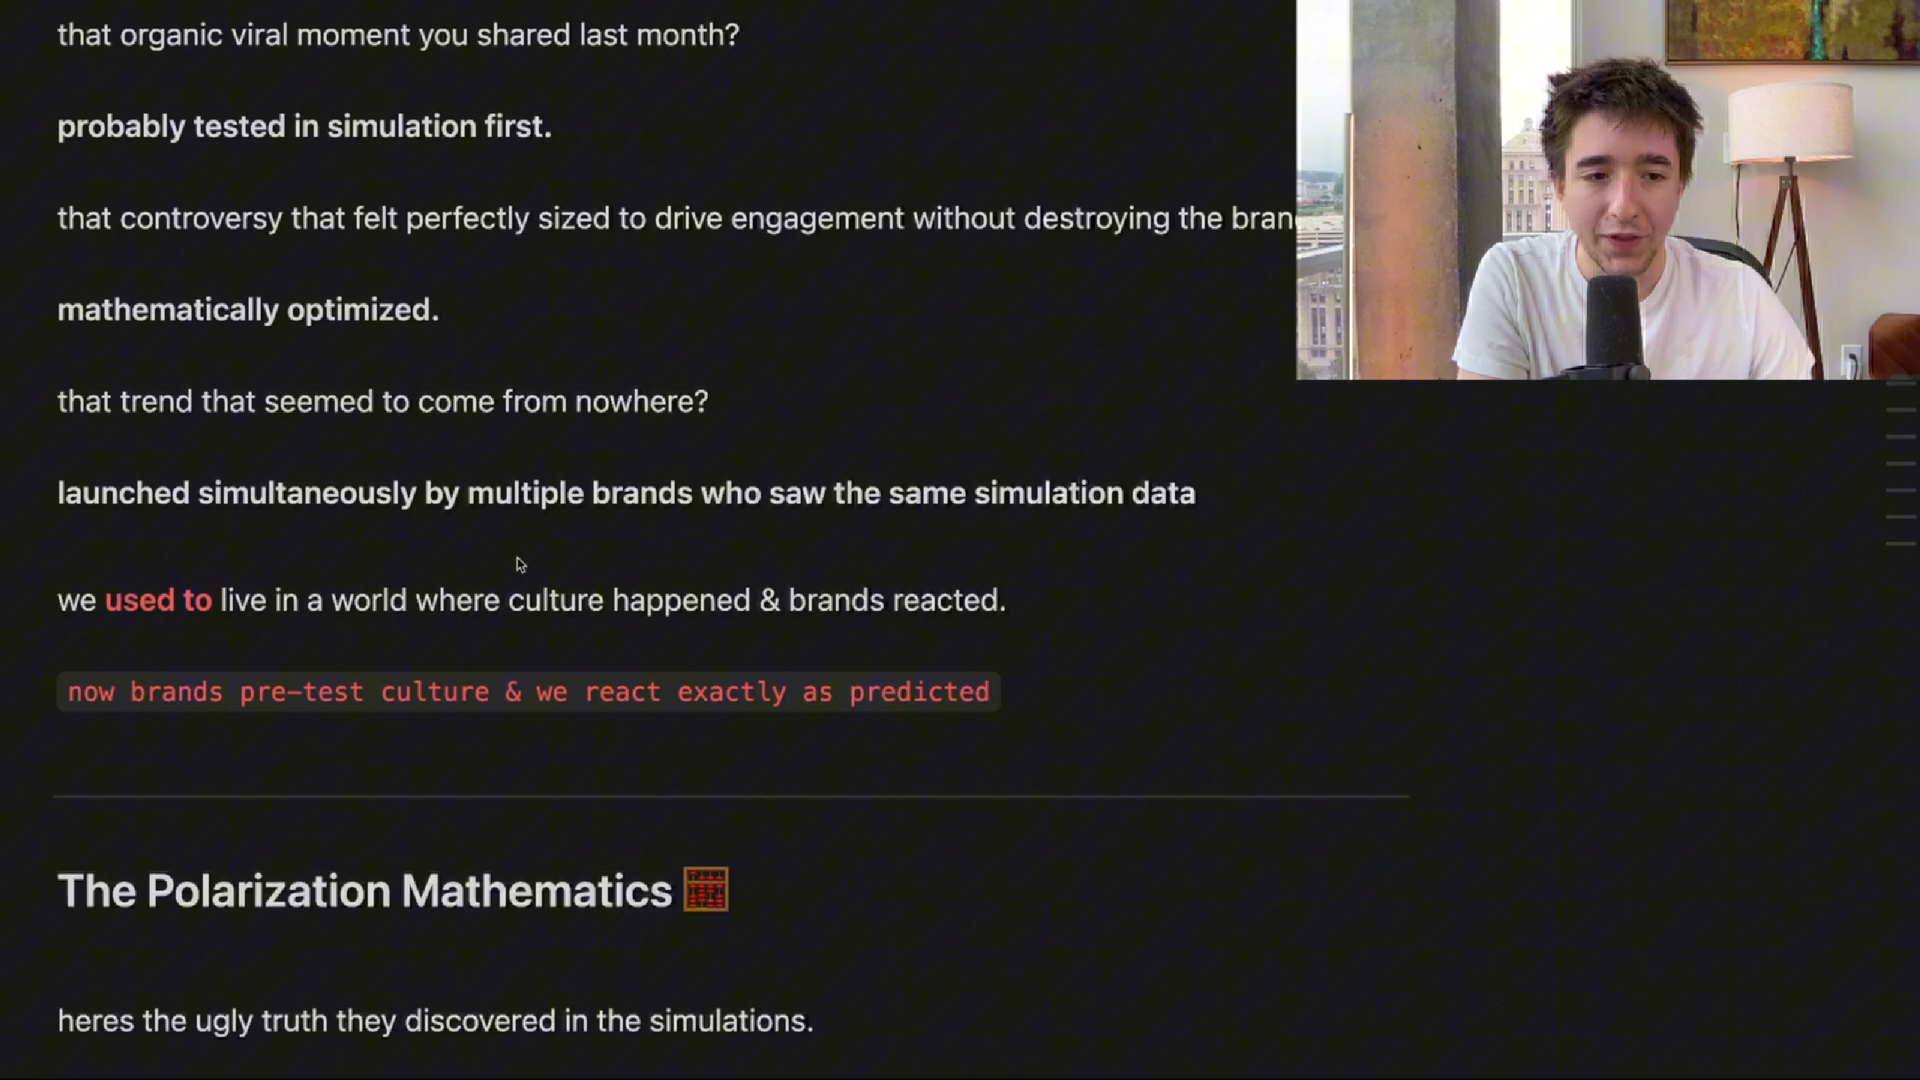 that organic viral moment you shared last month?
probably tested in simulation first.
that controversy that felt perfectly sized to drive engagement without destroying the bran
mathematically optimized.
that trend that seemed to come from nowhere?
launched simultaneously by multiple brands who saw the same simulation data
we used to live in a world where culture happened & brands reacted.
now brands pre-test culture & we react exactly as predicted
The Polarization Mathematics
heres the ugly truth they discovered in the simulations.